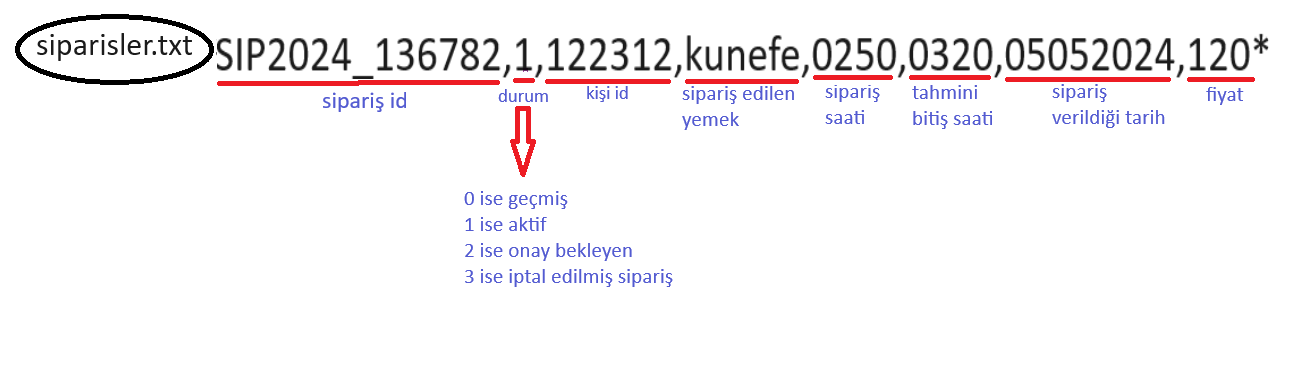 siparisler.txt
SIP2024_136782,1,122312,kunefe,0250,0320,05052024,120*
sipariş id
durum
kişi id
sipariş edilen
yemek
sipariş
saati
tahmini
bitiş saati
sipariş
verildiği tarih
fiyat
0 ise geçmiş
1 ise aktif
2 ise onay bekleyen
3 ise iptal edilmiş sipariş